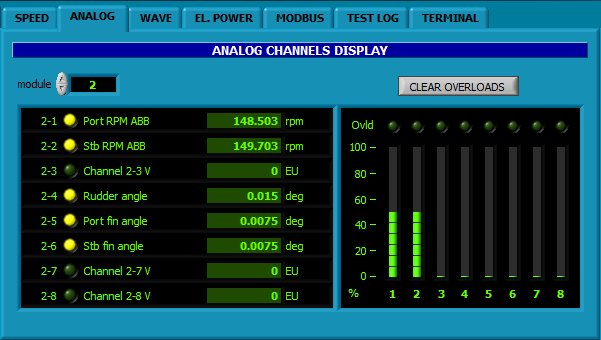 SPEED ANALOG WAVE EL. POWER MODBUS TEST LOG TERMINAL
ANALOG CHANNELS DISPLAY
module 2 CLEAR OVERLOADS
2-1 Port RPM ABB 148.503 rpm
2-2 Stb RPM ABB 149.703 rpm
2-3 Channel 2-3 V 0 EU
2-4 Rudder angle 0.015 deg
2-5 Port fin angle 0.0075 deg
2-6 Stb fin angle 0.0075 deg
2-7 Channel 2-7 V 0 EU
2-8 Channel 2-8 V 0 EU
Ovld
100
80
60
40
20
0
% 1 2 3 4 5 6 7 8